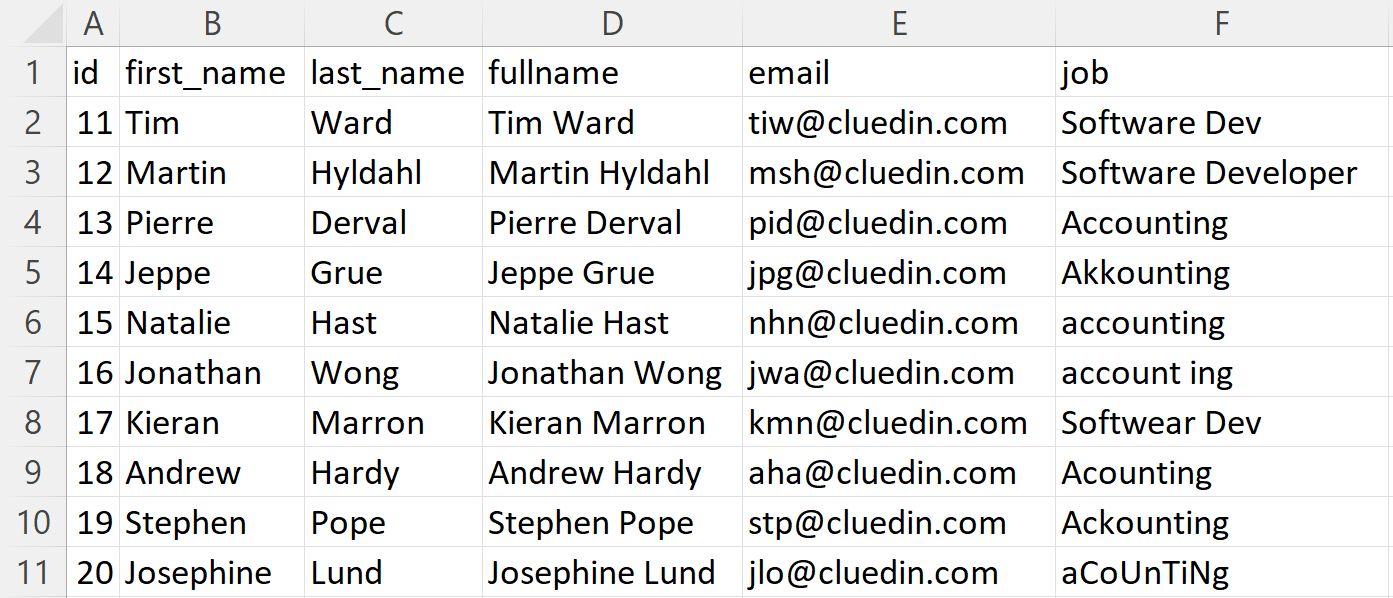 A B C D E F
1 id first_name last_name fullname email job
2 11 Tim Ward Tim Ward tiw@cluedin.com Software Dev
3 12 Martin Hyldahl Martin Hyldahl msh@cluedin.com Software Developer
4 13 Pierre Derval Pierre Derval pid@cluedin.com Accounting
5 14 Jeppe Grue Jeppe Grue jpg@cluedin.com Akkounting
6 15 Natalie Hast Natalie Hast nhn@cluedin.com accounting
7 16 Jonathan Wong Jonathan Wong jwa@cluedin.com account ing
8 17 Kieran Marron Kieran Marron kmn@cluedin.com Softwear Dev
9 18 Andrew Hardy Andrew Hardy aha@cluedin.com Acounting
10 19 Stephen Pope Stephen Pope stp@cluedin.com Ackounting
11 20 Josephine Lund Josephine Lund jlo@cluedin.com aCoUnTiNg